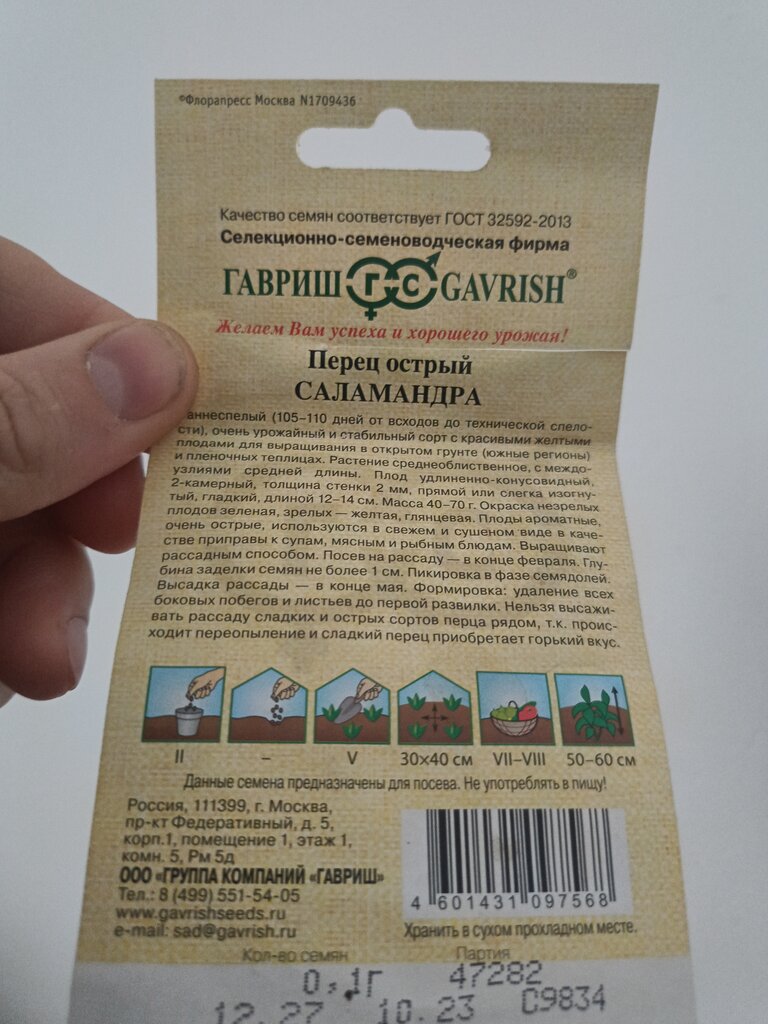 ©Флорапресс Москва N1709436
Качество семян соответствует ГОСТ 32592-2013
Селекционно-семеноводческая фирма
ГАВРИШ ГС GAVRISH®
Желаем Вам успеха и хорошего урожая!
Перец острый
САЛАМАНДРА
аннеспелый (105–110 дней от всходов до технической спело-
сти), очень урожайный и стабильный сорт с красивыми желтыми
плодами для выращивания в открытом грунте (южные регионы)
и пленочных теплицах. Растение среднеоблиственное, с междо-
узлиями средней длины. Плод удлиненно-конусовидный,
2-камерный, толщина стенки 2 мм, прямой или слегка изогну-
тый, гладкий, длиной 12–14 см. Масса 40–70 г. Окраска незрелых
плодов зеленая, зрелых — желтая, глянцевая. Плоды ароматные,
очень острые, используются в свежем и сушеном виде в каче-
стве приправы к супам, мясным и рыбным блюдам. Выращивают
рассадным способом. Посев на рассаду — в конце февраля. Глу-
бина заделки семян не более 1 см. Пикировка в фазе семядолей.
Высадка рассады — в конце мая. Формировка: удаление всех
боковых побегов и листьев до первой развилки. Нельзя высажи-
вать рассаду сладких и острых сортов перца рядом, т.к. проис-
ходит переопыление и сладкий перец приобретает горький вкус.
II – V 30×40 см VII–VIII 50–60 см
Данные семена предназначены для посева. Не употреблять в пищу!
Россия, 111399, г. Москва,
пр-кт Федеративный, д. 5,
корп.1, помещение 1, этаж 1,
комн. 5, Рм 5д
ООО «ГРУППА КОМПАНИЙ «ГАВРИШ»
Тел.: 8 (499) 551-54-05
www.gavrishseeds.ru
e-mail: sad@gavrish.ru
4 601431 097568
Хранить в сухом прохладном месте.
Кол-во семян Партия
0,1г 47282
12.27 10.23 С9834